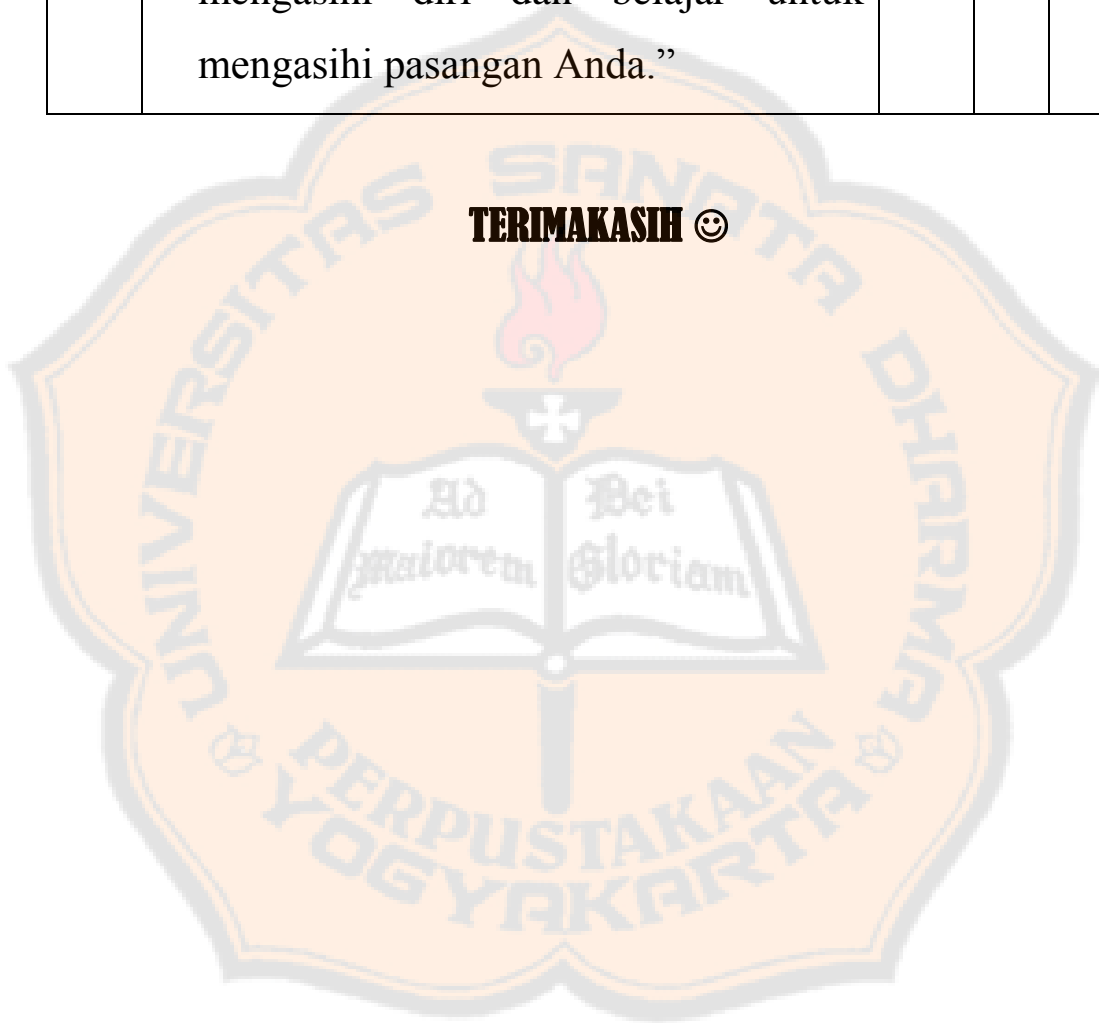 mengasihi diri dan belajar untuk
mengasihi pasangan Anda.”
TERIMAKASIH ☺
UNIVERSITAS SANATA DHARMA
Ad Dei
Maiorem Gloriam
PERPUSTAKAAN
YOGYAKARTA